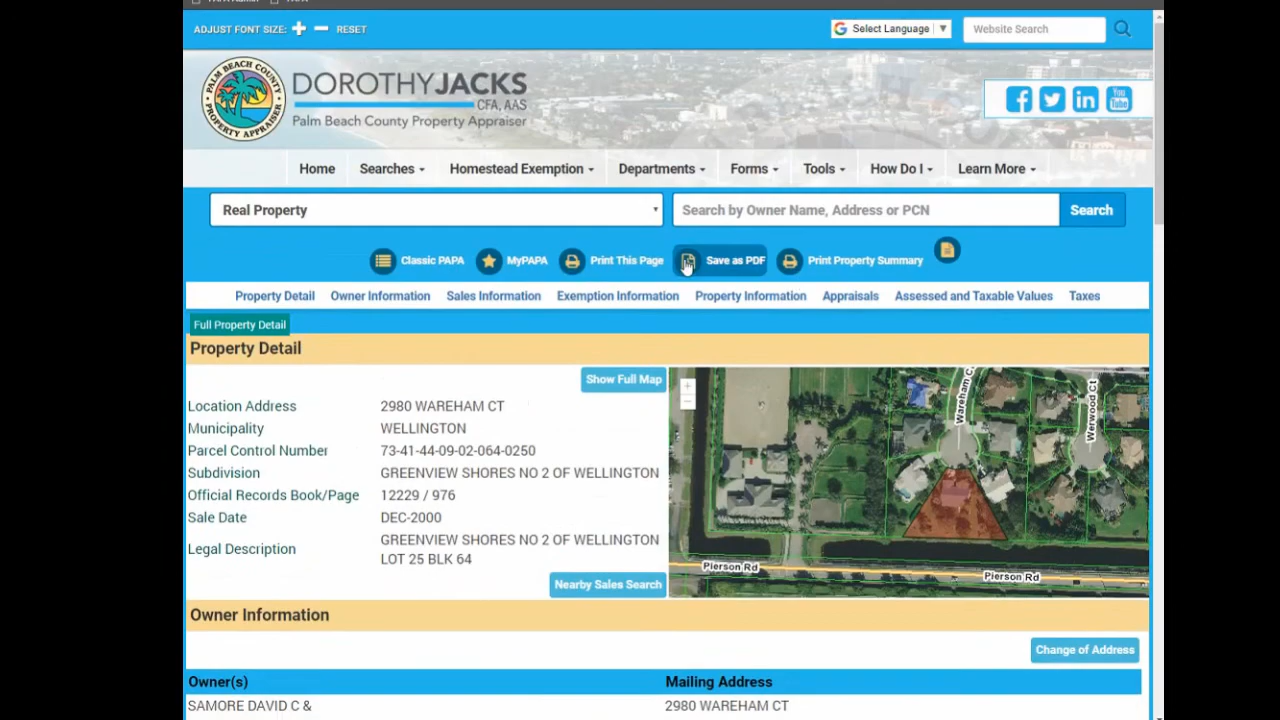 ADJUST FONT SIZE: RESET
Select Language
Website Search
PALM BEACH COUNTY
PROPERTY APPRAISER
DOROTHYJACKS
CFA, AAS
Palm Beach County Property Appraiser
You
Tube
Home Searches Homestead Exemption Departments Forms Tools How Do I Learn More
Real Property
Search by Owner Name, Address or PCN
Search
Classic PAPA MyPAPA Print This Page Save as PDF Print Property Summary
Property Detail Owner Information Sales Information Exemption Information Property Information Appraisals Assessed and Taxable Values Taxes
Full Property Detail
Property Detail
Show Full Map
Location Address 2980 WAREHAM CT
Municipality WELLINGTON
Parcel Control Number 73-41-44-09-02-064-0250
Subdivision GREENVIEW SHORES NO 2 OF WELLINGTON
Official Records Book/Page 12229 / 976
Sale Date DEC-2000
Legal Description GREENVIEW SHORES NO 2 OF WELLINGTON
LOT 25 BLK 64
Nearby Sales Search
Wareham C
Werwood Ct
Pierson Rd
Pierson Rd
Owner Information
Change of Address
Owner(s) Mailing Address
SAMORE DAVID C & 2980 WAREHAM CT